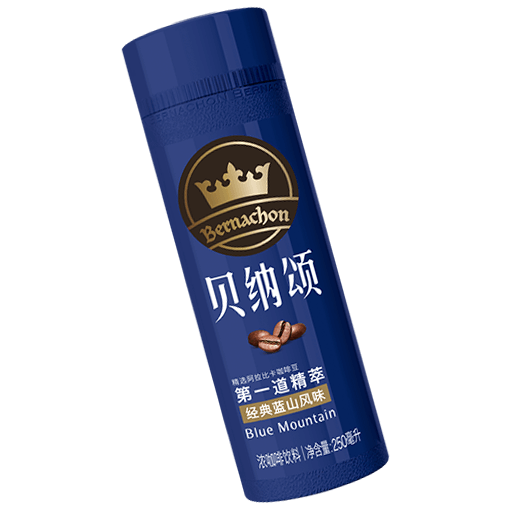 BERNACHON
Bernachon
贝纳颂
精选阿拉比卡咖啡豆
第一道精萃
经典蓝山风味
Blue Mountain
浓咖啡饮料 | 净含量:250毫升